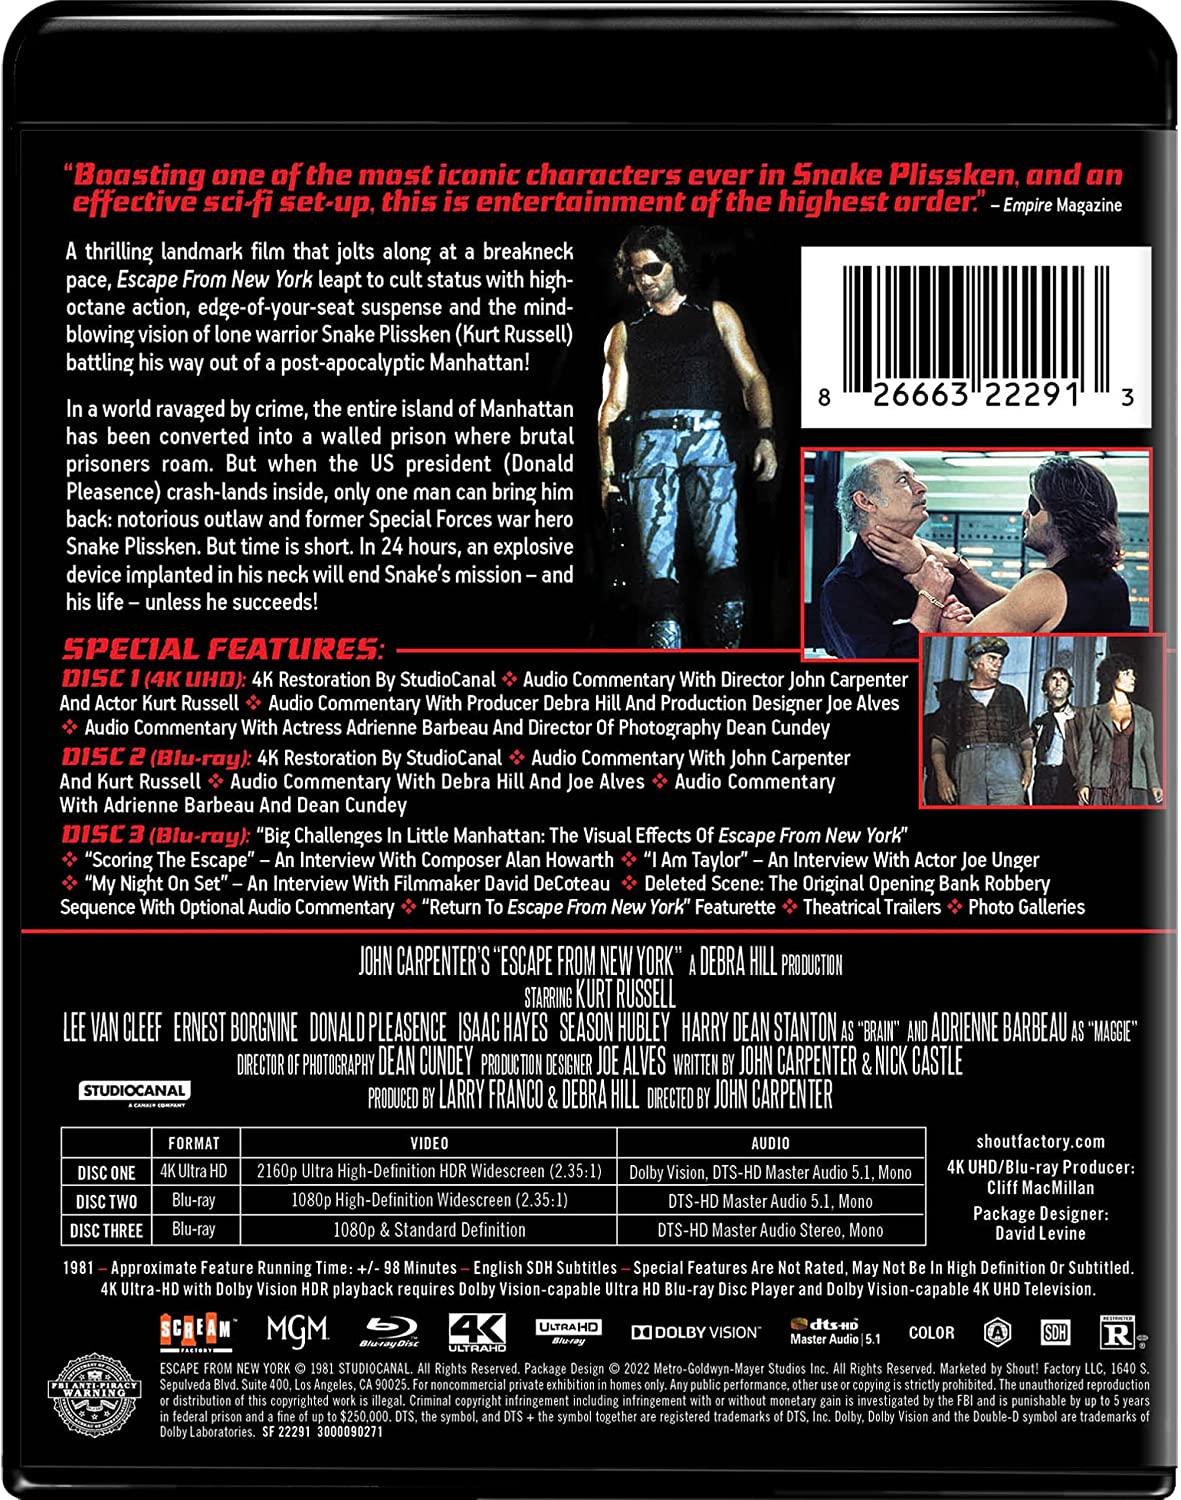 “Boasting one of the most iconic characters ever in Snake Plissken, and an
effective sci-fi set-up, this is entertainment of the highest order.” – Empire Magazine
A thrilling landmark film that jolts along at a breakneck
pace, Escape From New York leapt to cult status with high-
octane action, edge-of-your-seat suspense and the mind-
blowing vision of lone warrior Snake Plissken (Kurt Russell)
battling his way out of a post-apocalyptic Manhattan!
In a world ravaged by crime, the entire island of Manhattan
has been converted into a walled prison where brutal
prisoners roam. But when the US president (Donald
Pleasence) crash-lands inside, only one man can bring him
back: notorious outlaw and former Special Forces war hero
Snake Plissken. But time is short. In 24 hours, an explosive
device implanted in his neck will end Snake’s mission – and
his life – unless he succeeds!
8 26663 22291 3
SPECIAL FEATURES:
DISC 1 (4K UHD): 4K Restoration By StudioCanal ❖ Audio Commentary With Director John Carpenter
And Actor Kurt Russell ❖ Audio Commentary With Producer Debra Hill And Production Designer Joe Alves
❖ Audio Commentary With Actress Adrienne Barbeau And Director Of Photography Dean Cundey
DISC 2 (Blu-ray): 4K Restoration By StudioCanal ❖ Audio Commentary With John Carpenter
And Kurt Russell ❖ Audio Commentary With Debra Hill And Joe Alves ❖ Audio Commentary
With Adrienne Barbeau And Dean Cundey
DISC 3 (Blu-ray): “Big Challenges In Little Manhattan: The Visual Effects Of Escape From New York”
❖ “Scoring The Escape” – An Interview With Composer Alan Howarth ❖ “I Am Taylor” – An Interview With Actor Joe Unger
❖ “My Night On Set” – An Interview With Filmmaker David DeCoteau ❖ Deleted Scene: The Original Opening Bank Robbery
Sequence With Optional Audio Commentary ❖ “Return To Escape From New York” Featurette ❖ Theatrical Trailers ❖ Photo Galleries
JOHN CARPENTER’S “ESCAPE FROM NEW YORK” A DEBRA HILL PRODUCTION
STARRING KURT RUSSELL
LEE VAN CLEEF ERNEST BORGNINE DONALD PLEASENCE ISAAC HAYES SEASON HUBLEY HARRY DEAN STANTON AS “BRAIN” AND ADRIENNE BARBEAU AS “MAGGIE”
DIRECTOR OF PHOTOGRAPHY DEAN CUNDEY PRODUCTION DESIGNER JOE ALVES WRITTEN BY JOHN CARPENTER & NICK CASTLE
PRODUCED BY LARRY FRANCO & DEBRA HILL DIRECTED BY JOHN CARPENTER
STUDIOCANAL
A CANAL+ COMPANY
FORMAT VIDEO AUDIO
DISC ONE 4K Ultra HD 2160p Ultra High-Definition HDR Widescreen (2.35:1) Dolby Vision, DTS-HD Master Audio 5.1, Mono
DISC TWO Blu-ray 1080p High-Definition Widescreen (2.35:1) DTS-HD Master Audio 5.1, Mono
DISC THREE Blu-ray 1080p & Standard Definition DTS-HD Master Audio Stereo, Mono
shoutfactory.com
4K UHD/Blu-ray Producer:
Cliff MacMillan
Package Designer:
David Levine
1981 – Approximate Feature Running Time: +/- 98 Minutes – English SDH Subtitles – Special Features Are Not Rated, May Not Be In High Definition Or Subtitled.
4K Ultra-HD with Dolby Vision HDR playback requires Dolby Vision-capable Ultra HD Blu-ray Disc Player and Dolby Vision-capable 4K UHD Television.
SCREAM
FACTORY
MGM
Blu-ray Disc
4K
ULTRA HD
ULTRA HD
Blu-ray
DOLBY VISION™
dts-HD
Master Audio | 5.1
COLOR
A
SDH
RESTRICTED
R
FBI ANTI-PIRACY
WARNING
ESCAPE FROM NEW YORK © 1981 STUDIOCANAL. All Rights Reserved. Package Design © 2022 Metro-Goldwyn-Mayer Studios Inc. All Rights Reserved. Marketed by Shout! Factory LLC, 1640 S.
Sepulveda Blvd. Suite 400, Los Angeles, CA 90025. For noncommercial private exhibition in homes only. Any public performance, other use or copying is strictly prohibited. The unauthorized reproduction
or distribution of this copyrighted work is illegal. Criminal copyright infringement including infringement with or without monetary gain is investigated by the FBI and is punishable by up to 5 years
in federal prison and a fine of up to $250,000. DTS, the symbol, and DTS + the symbol together are registered trademarks of DTS, Inc. Dolby, Dolby Vision and the Double-D symbol are trademarks of
Dolby Laboratories. SF 22291 3000090271